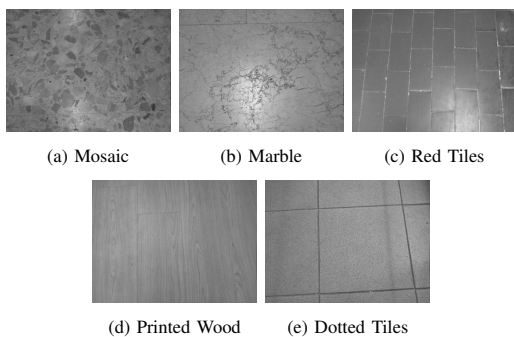 (a) Mosaic
(b) Marble
(c) Red Tiles
(d) Printed Wood
(e) Dotted Tiles